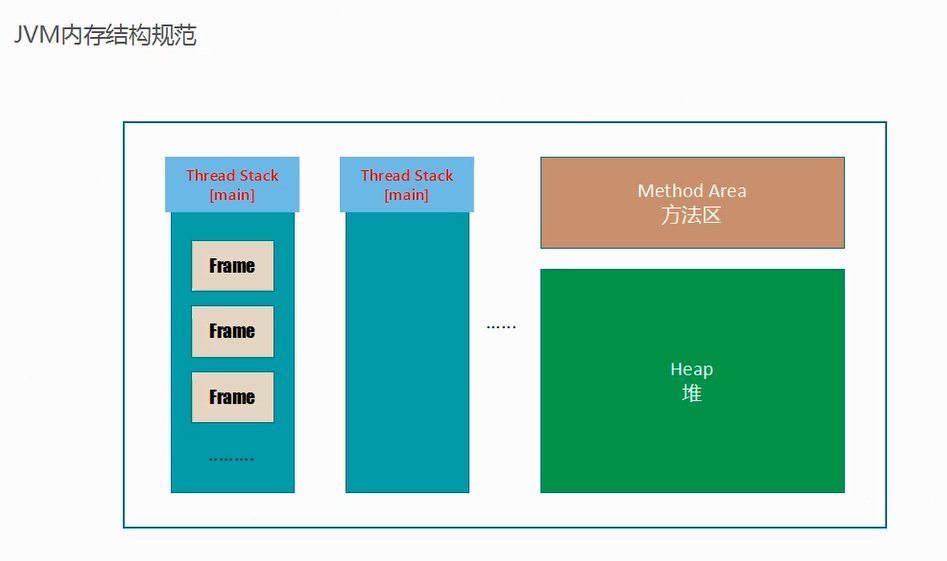 JVM内存结构规范
Thread Stack
[main]
Frame
Frame
Frame
………
Thread Stack
[main]
……
Method Area
方法区
Heap
堆